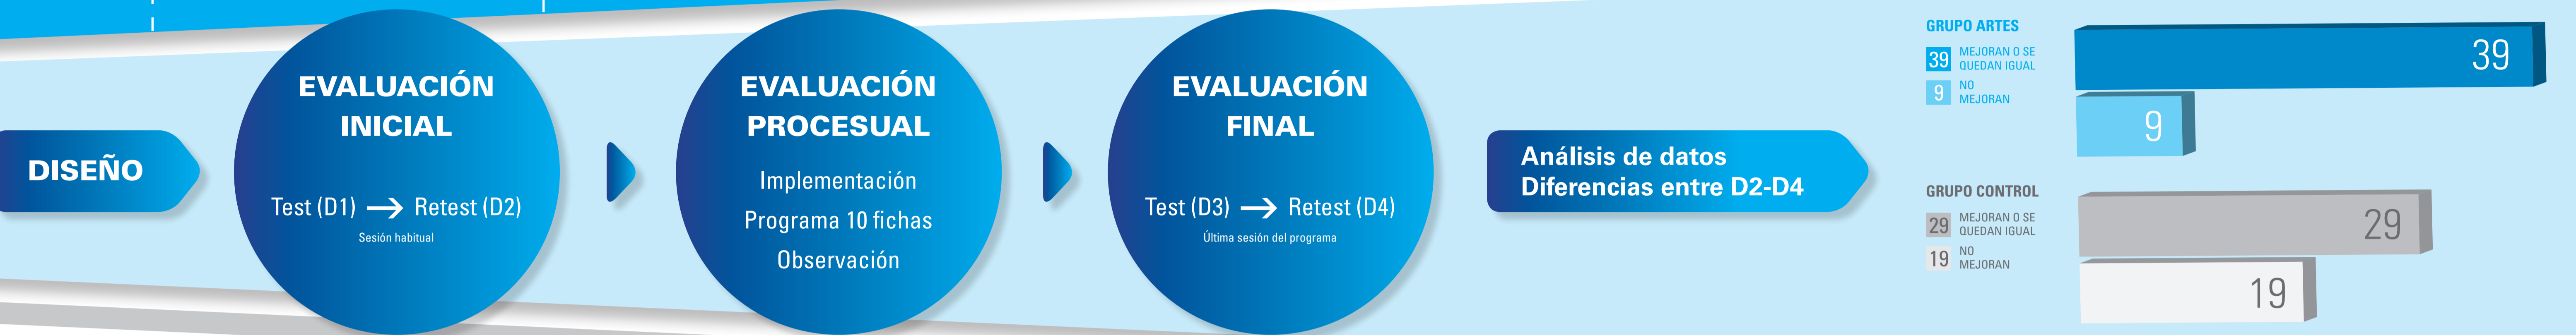 DISEÑO
EVALUACIÓN
INICIAL
Test (D1) → Retest (D2)
Sesión habitual
EVALUACIÓN
PROCESUAL
Implementación
Programa 10 fichas
Observación
EVALUACIÓN
FINAL
Test (D3) → Retest (D4)
Última sesión del programa
Análisis de datos
Diferencias entre D2-D4
GRUPO ARTES
39 MEJORAN O SE
QUEDAN IGUAL
9 NO
MEJORAN
39
9
GRUPO CONTROL
29 MEJORAN O SE
QUEDAN IGUAL
19 NO
MEJORAN
29
19